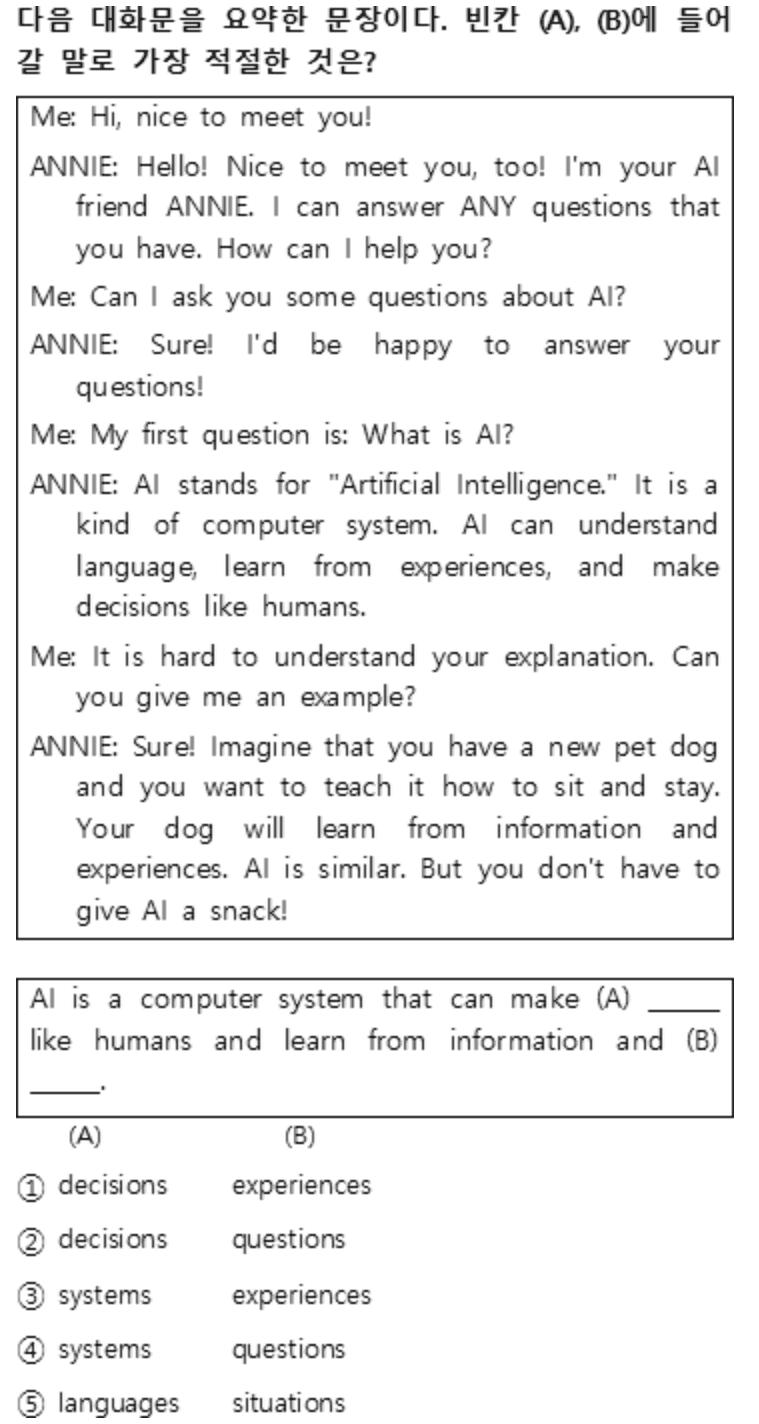 다음 대화문을 요약한 문장이다. 빈칸 (A), (B)에 들어
갈 말로 가장 적절한 것은?
Me: Hi, nice to meet you!
ANNIE: Hello! Nice to meet you, too! I'm your AI
friend ANNIE. I can answer ANY questions that
you have. How can I help you?
Me: Can I ask you some questions about AI?
ANNIE: Sure! I'd be happy to answer your
questions!
Me: My first question is: What is AI?
ANNIE: AI stands for "Artificial Intelligence." It is a
kind of computer system. AI can understand
language, learn from experiences, and make
decisions like humans.
Me: It is hard to understand your explanation. Can
you give me an example?
ANNIE: Sure! Imagine that you have a new pet dog
and you want to teach it how to sit and stay.
Your dog will learn from information and
experiences. AI is similar. But you don't have to
give AI a snack!
AI is a computer system that can make (A) _____
like humans and learn from information and (B)
_____.
(A) (B)
① decisions experiences
② decisions questions
③ systems experiences
④ systems questions
⑤ languages situations